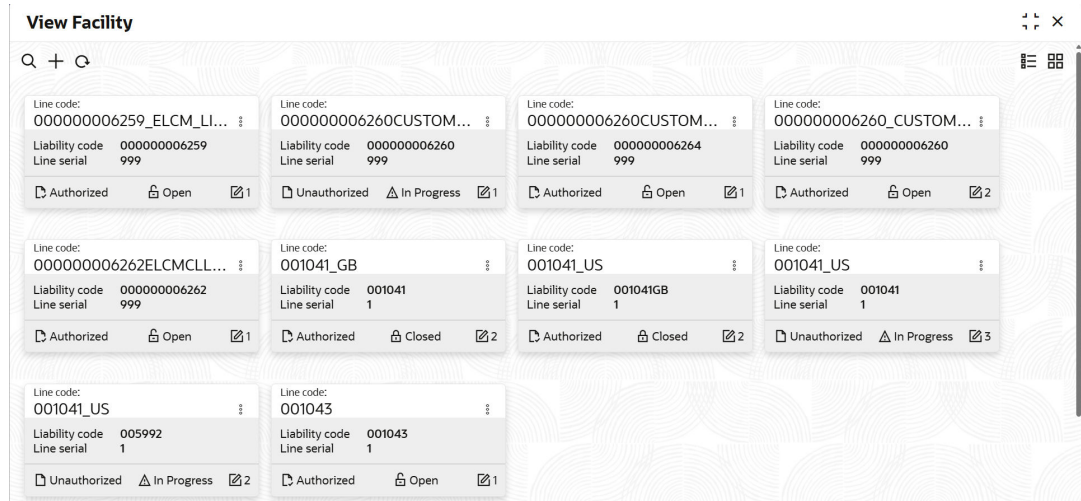 View Facility
Line code:
000000006259_ELCM_LI...
Liability code 000000006259
Line serial 999
Authorized Open 1
Line code:
000000006260CUSTOM...
Liability code 000000006260
Line serial 999
Unauthorized In Progress 1
Line code:
000000006260CUSTOM...
Liability code 000000006264
Line serial 999
Authorized Open 1
Line code:
000000006260_CUSTOM...
Liability code 000000006260
Line serial 999
Authorized Open 2
Line code:
000000006262ELCMCLL...
Liability code 000000006262
Line serial 999
Authorized Open 1
Line code:
001041_GB
Liability code 001041
Line serial 1
Authorized Closed 2
Line code:
001041_US
Liability code 001041GB
Line serial 1
Authorized Closed 2
Line code:
001041_US
Liability code 001041
Line serial 1
Unauthorized In Progress 3
Line code:
001041_US
Liability code 005992
Line serial 1
Unauthorized In Progress 2
Line code:
001043
Liability code 001043
Line serial 1
Authorized Open 1